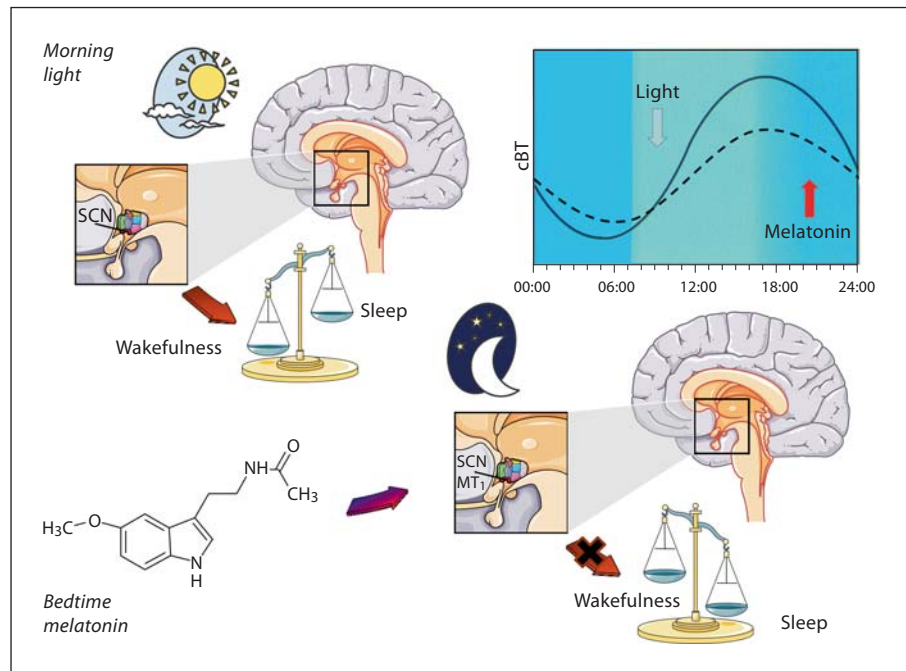 Morning
light
SCN
Wakefulness
Sleep
Light
cBT
Melatonin
00:00
06:00
12:00
18:00
24:00
H₃C
O
N
H
NH
O
CH₃
Bedtime
melatonin
SCN
MT₁
Wakefulness
Sleep